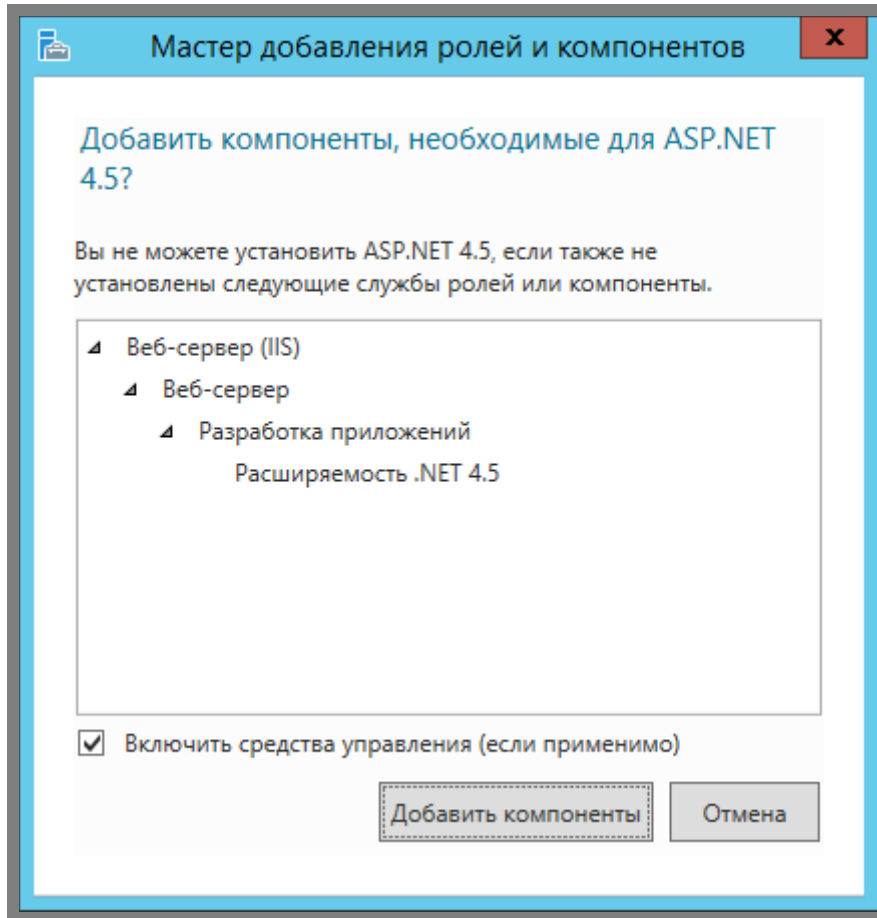 Мастер добавления ролей и компонентов
x
Добавить компоненты, необходимые для ASP.NET
4.5?
Вы не можете установить ASP.NET 4.5, если также не
установлены следующие службы ролей или компоненты.
Веб-сервер (IIS)
Веб-сервер
Разработка приложений
Расширяемость .NET 4.5
Включить средства управления (если применимо)
Добавить компоненты
Отмена